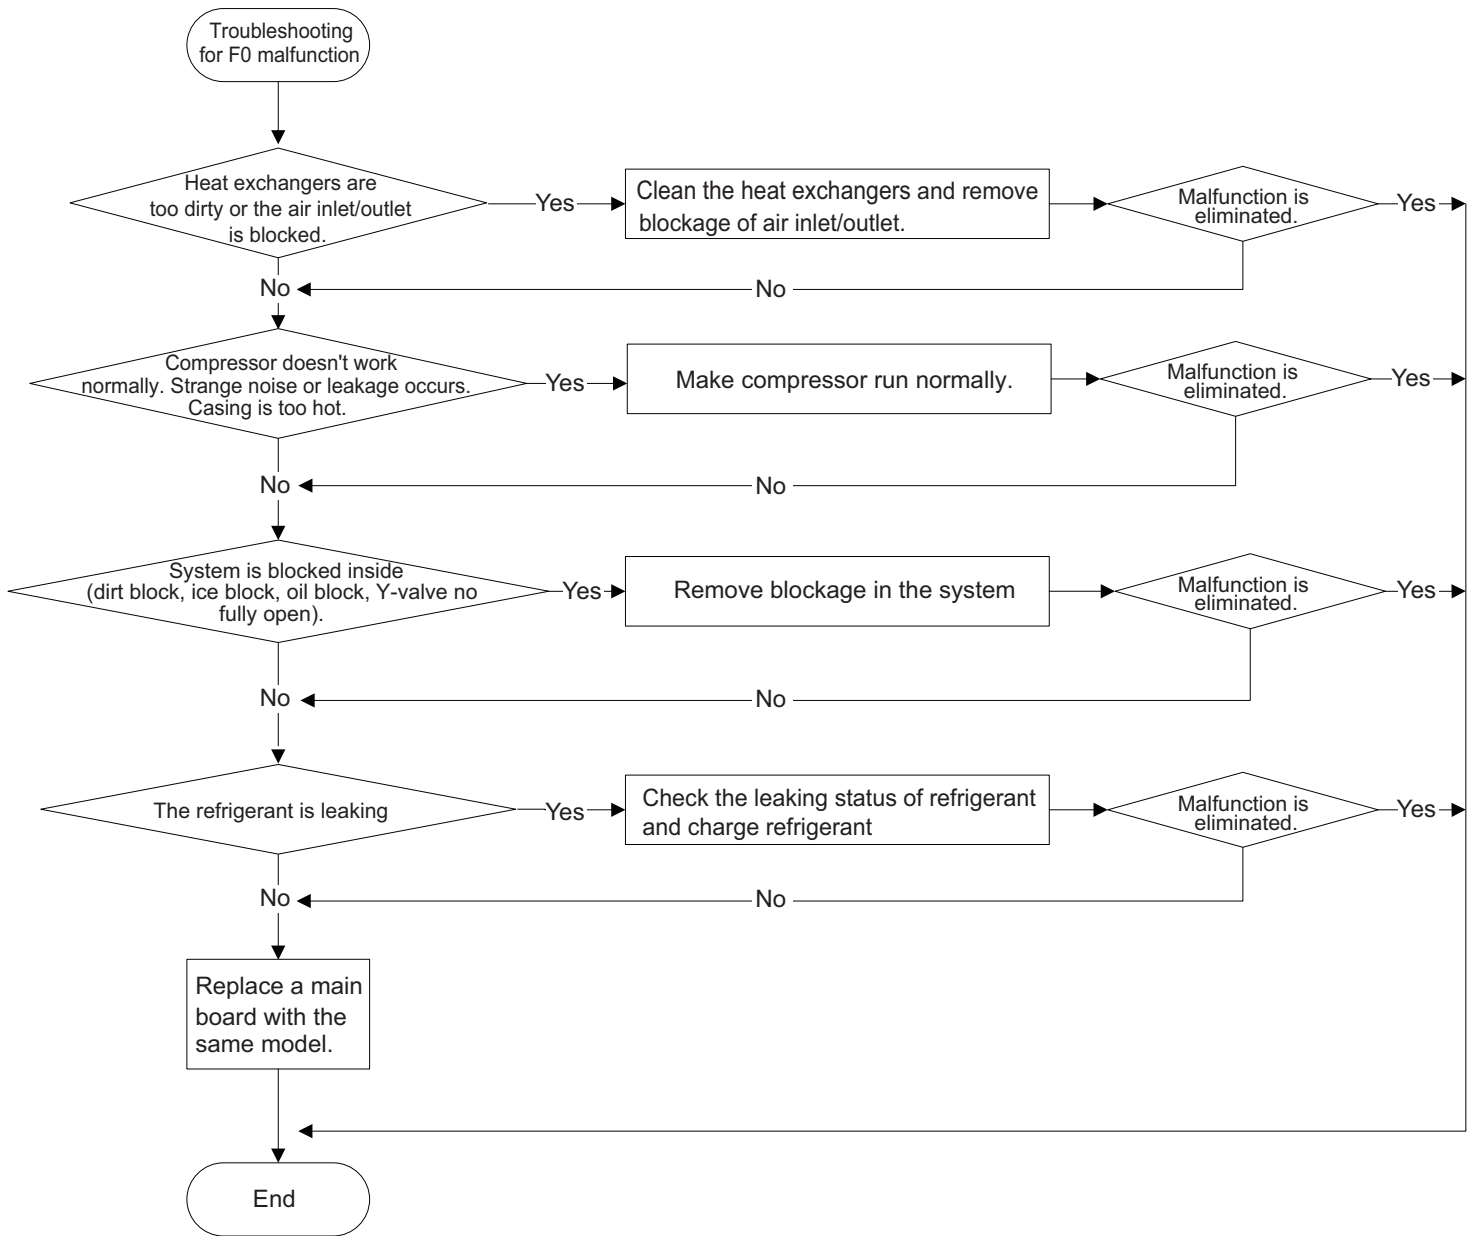 Troubleshooting
for F0 malfunction
Heat exchangers are
too dirty or the air inlet/outlet
is blocked.
Yes
Clean the heat exchangers and remove
blockage of air inlet/outlet.
Malfunction is
eliminated.
Yes
No
No
Compressor doesn't work
normally. Strange noise or leakage occurs.
Casing is too hot.
Yes
Make compressor run normally.
Malfunction is
eliminated.
Yes
No
No
System is blocked inside
(dirt block, ice block, oil block, Y-valve no
fully open).
Yes
Remove blockage in the system
Malfunction is
eliminated.
Yes
No
No
The refrigerant is leaking
Yes
Check the leaking status of refrigerant
and charge refrigerant
Malfunction is
eliminated.
Yes
No
No
Replace a main
board with the
same model.
End